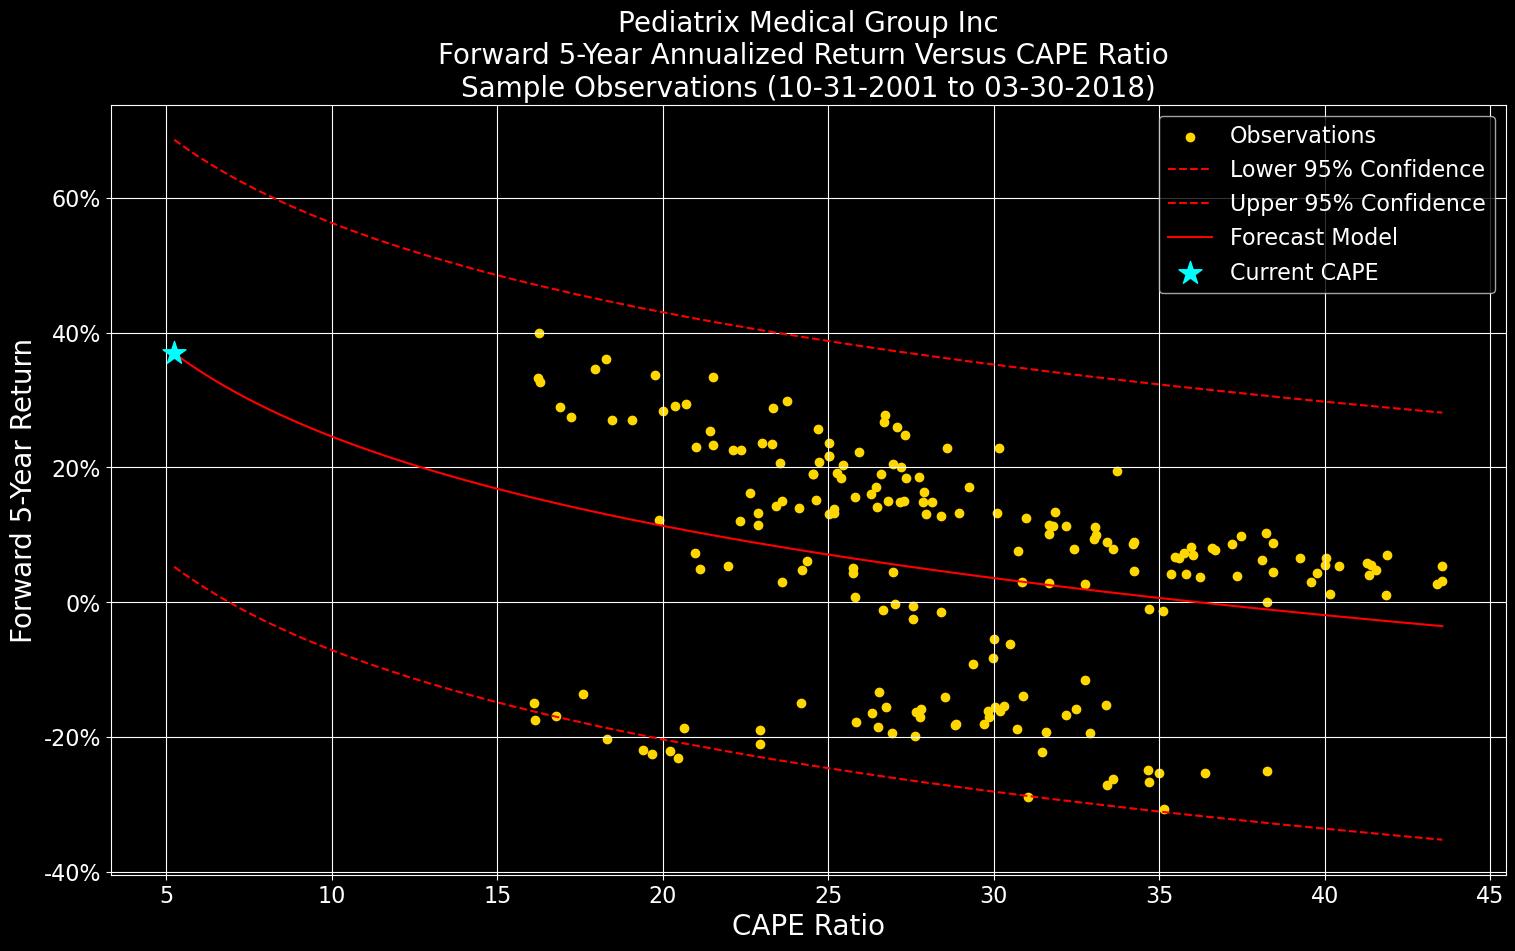 Pediatrix Medical Group Inc
Forward 5-Year Annualized Return Versus CAPE Ratio
Sample Observations (10-31-2001 to 03-30-2018)
Observations
Lower 95% Confidence
Upper 95% Confidence
Forecast Model
Current CAPE
Forward 5-Year Return
60%
40%
20%
0%
-20%
-40%
5 10 15 20 25 30 35 40 45
CAPE Ratio